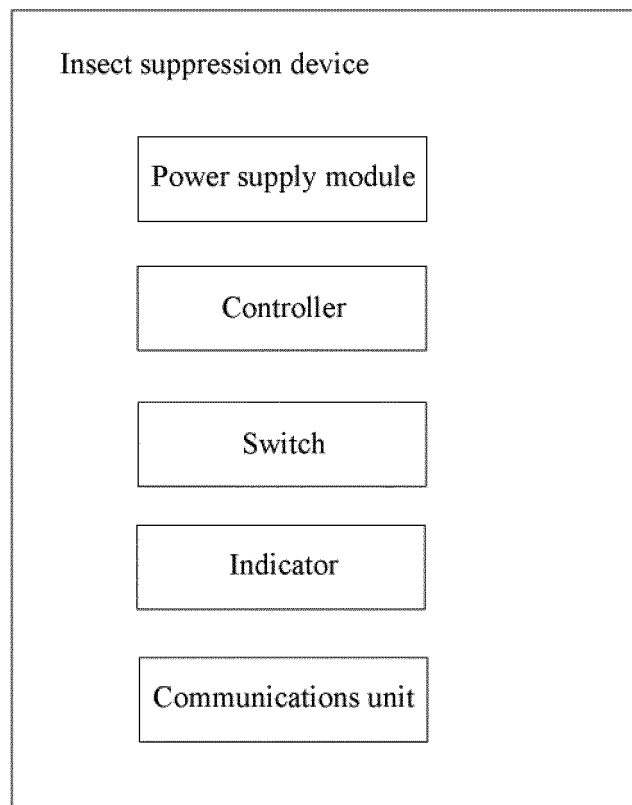 Insect suppression device
Power supply module
Controller
Switch
Indicator
Communications unit